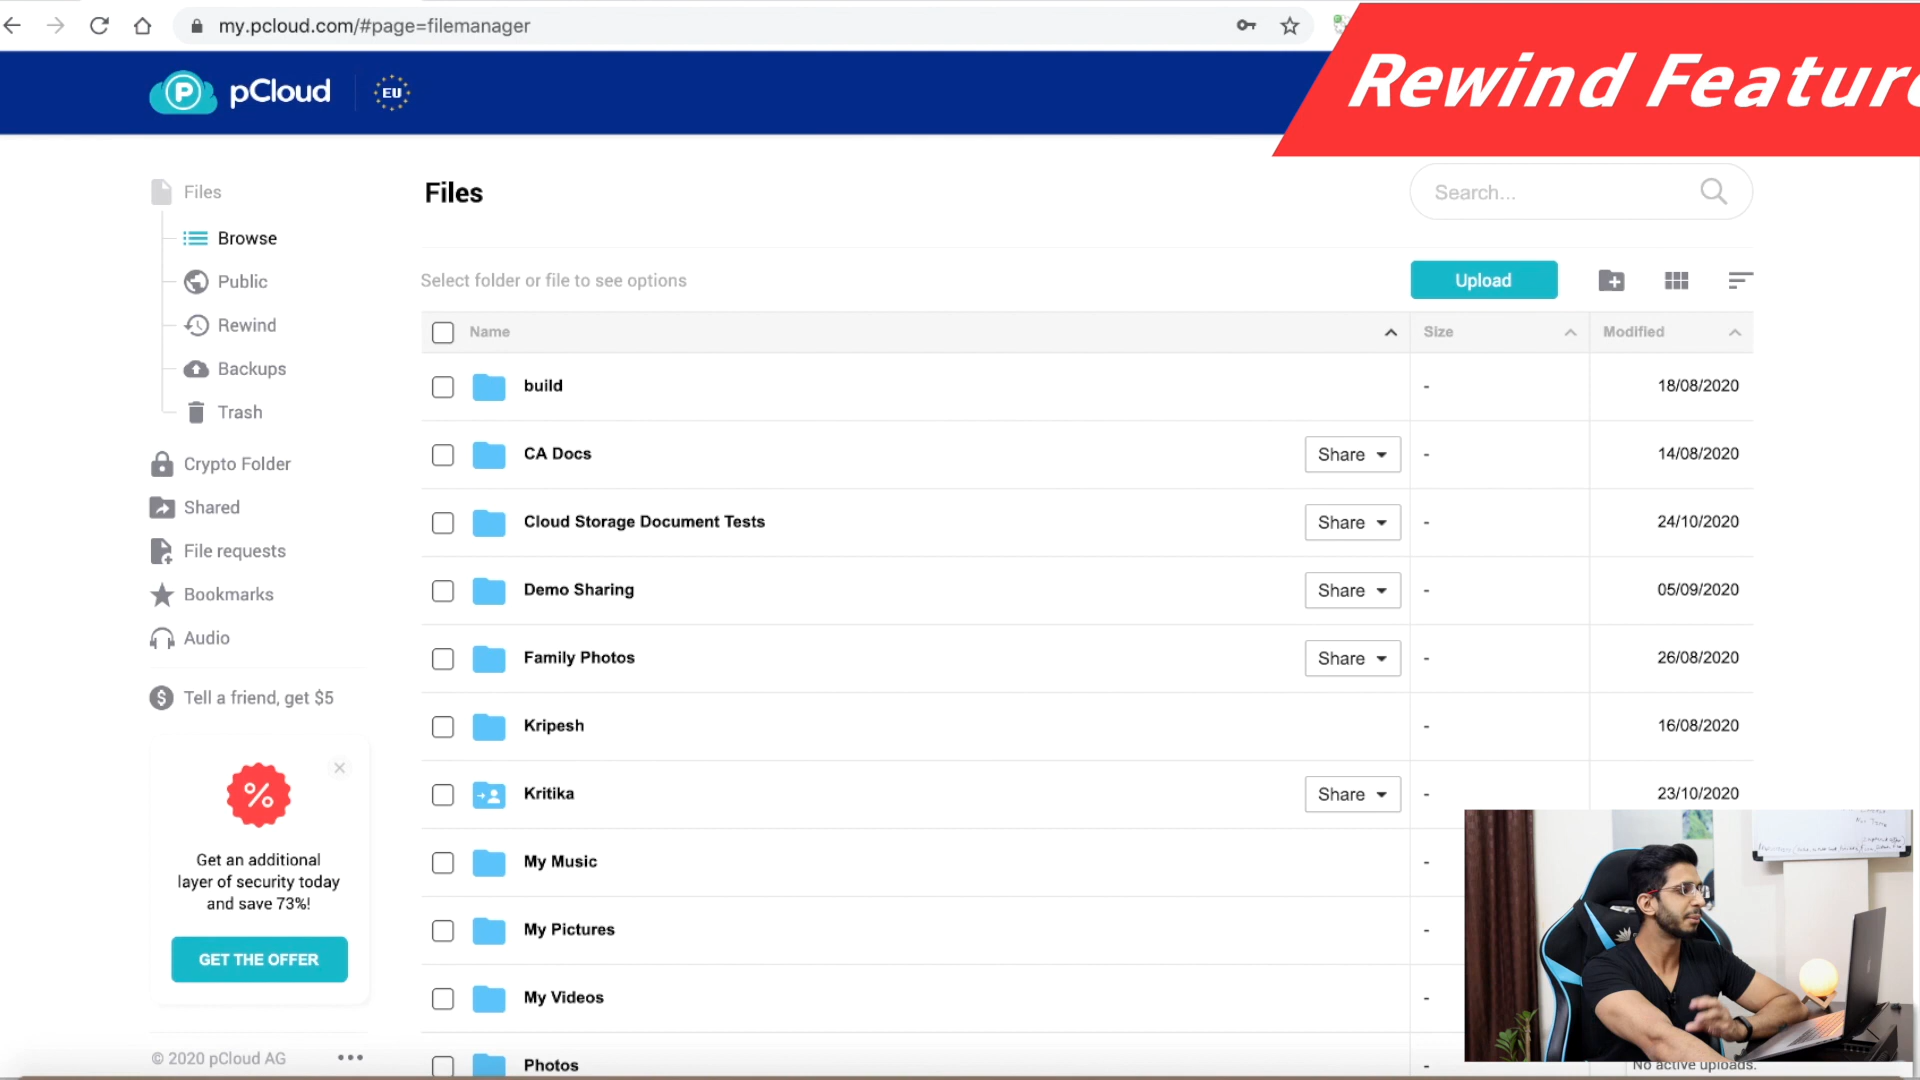 my.pcloud.com/#page=filemanager
Rewind Feature
pCloud
EU
Files
Browse
Public
Rewind
Backups
Trash
Crypto Folder
Shared
File requests
Bookmarks
Audio
Tell a friend, get $5
%
Get an additional
layer of security today
and save 73%!
GET THE OFFER
© 2020 pCloud AG
Files
Search...
Select folder or file to see options
Upload
Name Size Modified
build - 18/08/2020
CA Docs Share - 14/08/2020
Cloud Storage Document Tests Share - 24/10/2020
Demo Sharing Share - 05/09/2020
Family Photos Share - 26/08/2020
Kripesh - 16/08/2020
Kritika Share - 23/10/2020
My Music -
My Pictures -
My Videos -
Photos -
No active uploads.